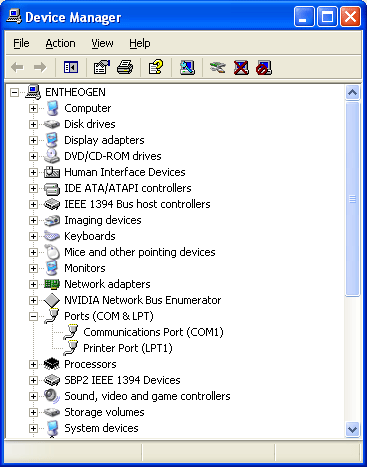 Device Manager
File Action View Help
ENTHEOGEN
Computer
Disk drives
Display adapters
DVD/CD-ROM drives
Human Interface Devices
IDE ATA/ATAPI controllers
IEEE 1394 Bus host controllers
Imaging devices
Keyboards
Mice and other pointing devices
Monitors
Network adapters
NVIDIA Network Bus Enumerator
Ports (COM & LPT)
Communications Port (COM1)
Printer Port (LPT1)
Processors
SBP2 IEEE 1394 Devices
Sound, video and game controllers
Storage volumes
System devices